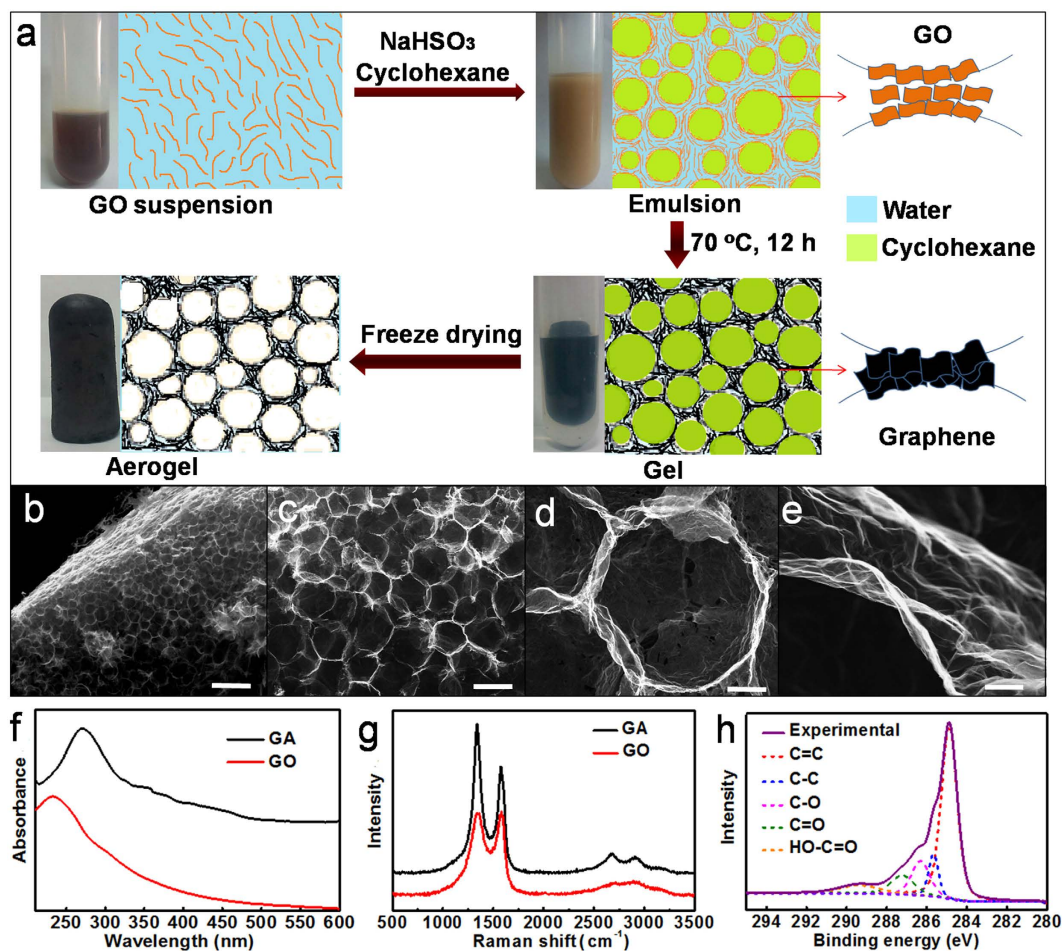 a
NaHSO₃
Cyclohexane
GO
GO suspension
Emulsion
Water
Cyclohexane
70 ºC, 12 h
Freeze drying
Aerogel
Gel
Graphene
b
c
d
e
f
GA
GO
Absorbance
250 300 350 400 450 500 550 600
Wavelength (nm)
g
GA
GO
Intensity
500 1000 1500 2000 2500 3000 3500
Raman shift(cm⁻¹)
h
Experimental
C=C
C-C
C-O
C=O
HO-C=O
Intensity
294 292 290 288 286 284 282 280
Binding energy (eV)